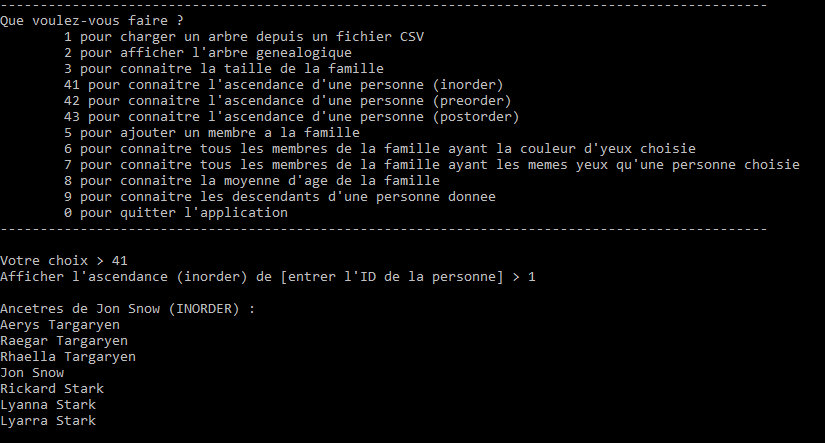 --------------------------------------------------------------------------------
Que voulez-vous faire ?
1 pour charger un arbre depuis un fichier CSV
2 pour afficher l'arbre genealogique
3 pour connaitre la taille de la famille
41 pour connaitre l'ascendance d'une personne (inorder)
42 pour connaitre l'ascendance d'une personne (preorder)
43 pour connaitre l'ascendance d'une personne (postorder)
5 pour ajouter un membre a la famille
6 pour connaitre tous les membres de la famille ayant la couleur d'yeux choisie
7 pour connaitre tous les membres de la famille ayant les memes yeux qu'une personne choisie
8 pour connaitre la moyenne d'age de la famille
9 pour connaitre les descendants d'une personne donnee
0 pour quitter l'application
--------------------------------------------------------------------------------
Votre choix > 41
Afficher l'ascendance (inorder) de [entrer l'ID de la personne] > 1
Ancetres de Jon Snow (INORDER) :
Aerys Targaryen
Raegar Targaryen
Rhaella Targaryen
Jon Snow
Rickard Stark
Lyanna Stark
Lyarra Stark